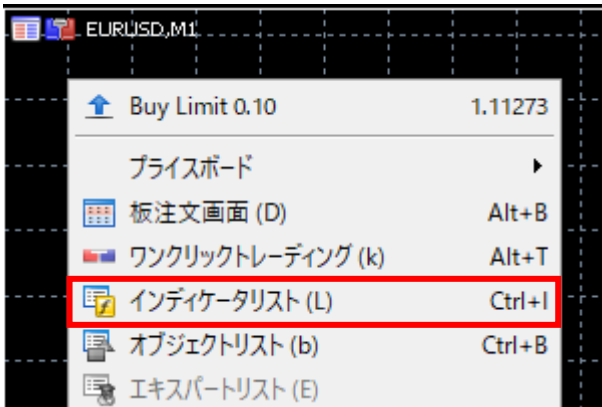 EURUSD,M1
Buy Limit 0.10 1.11273
プライスボード
板注文画面 (D) Alt+B
ワンクリックトレーディング (k) Alt+T
インディケータリスト (L) Ctrl+I
オブジェクトリスト (b) Ctrl+B
エキスパートリスト (E)